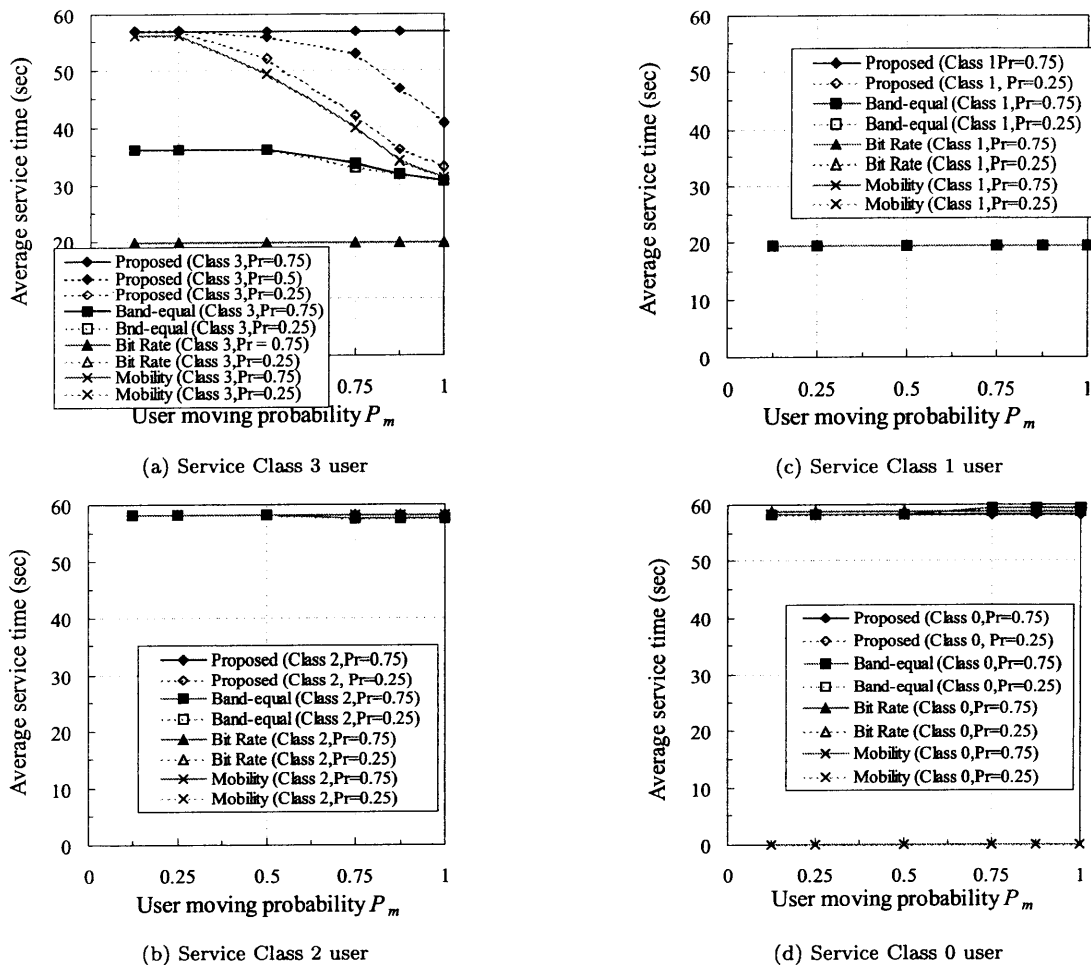 60
50
40
30
20
Average service time (sec)
Proposed (Class 3,Pr=0.75)
Proposed (Class 3,Pr=0.5)
Proposed (Class 3,Pr=0.25)
Band-equal (Class 3,Pr=0.75)
Bnd-equal (Class 3,Pr=0.25)
Bit Rate (Class 3,Pr = 0.75)
Bit Rate (Class 3,Pr=0.25)
Mobility (Class 3,Pr=0.75)
Mobility (Class 3,Pr=0.25)
0.75 1
User moving probability P_m
(a) Service Class 3 user
60
50
40
30
20
10
0
Average service time (sec)
Proposed (Class 1Pr=0.75)
Proposed (Class 1, Pr=0.25)
Band-equal (Class 1,Pr=0.75)
Band-equal (Class 1,Pr=0.25)
Bit Rate (Class 1,Pr=0.75)
Bit Rate (Class 1,Pr=0.25)
Mobility (Class 1,Pr=0.75)
Mobility (Class 1,Pr=0.25)
0 0.25 0.5 0.75 1
User moving probability P_m
(c) Service Class 1 user
60
50
40
30
20
10
0
Average service time (sec)
Proposed (Class 2,Pr=0.75)
Proposed (Class 2, Pr=0.25)
Band-equal (Class 2,Pr=0.75)
Band-equal (Class 2,Pr=0.25)
Bit Rate (Class 2,Pr=0.75)
Bit Rate (Class 2,Pr=0.25)
Mobility (Class 2,Pr=0.75)
Mobility (Class 2,Pr=0.25)
0 0.25 0.5 0.75 1
User moving probability P_m
(b) Service Class 2 user
60
50
40
30
20
10
0
Average service time (sec)
Proposed (Class 0,Pr=0.75)
Proposed (Class 0, Pr=0.25)
Band-equal (Class 0,Pr=0.75)
Band-equal (Class 0,Pr=0.25)
Bit Rate (Class 0,Pr=0.75)
Bit Rate (Class 0,Pr=0.25)
Mobility (Class 0,Pr=0.75)
Mobility (Class 0,Pr=0.25)
0 0.25 0.5 0.75 1
User moving probability P_m
(d) Service Class 0 user